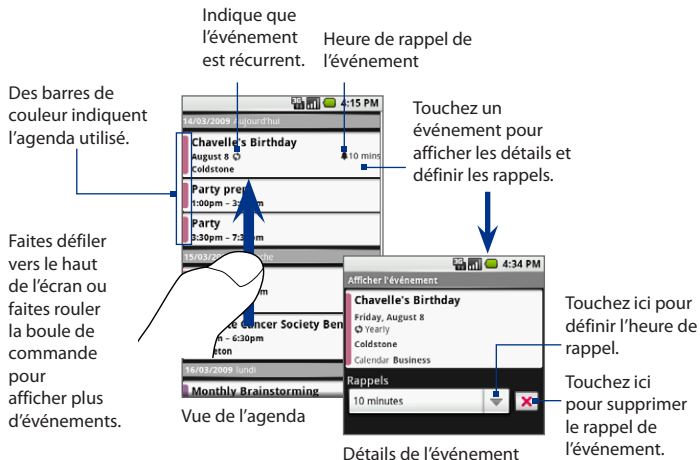 Indique que
l'événement
est récurrent.
Heure de rappel de
l'événement
Des barres de
couleur indiquent
l'agenda utilisé.
Touchez un
événement pour
afficher les détails et
définir les rappels.
Faites défiler
vers le haut
de l'écran ou
faites rouler
la boule de
commande
pour
afficher plus
d'événements.
3G 4:15 PM
14/03/2009 Aujourd'hui
Chavelle's Birthday
August 8 10 mins
Coldstone
Party prep
1:00pm – 3:
Party
3:30pm – 7:3
15/03/2
Cancer Society Ben
– 6:30pm
eton
16/03/2009 lundi
Monthly Brainstorming
Vue de l'agenda
3G 4:34 PM
Afficher l'événement
Chavelle's Birthday
Friday, August 8
Yearly
Coldstone
Calendar Business
Rappels
10 minutes
Détails de l'événement
Touchez ici pour
définir l'heure de
rappel.
Touchez ici
pour supprimer
le rappel de
l'événement.